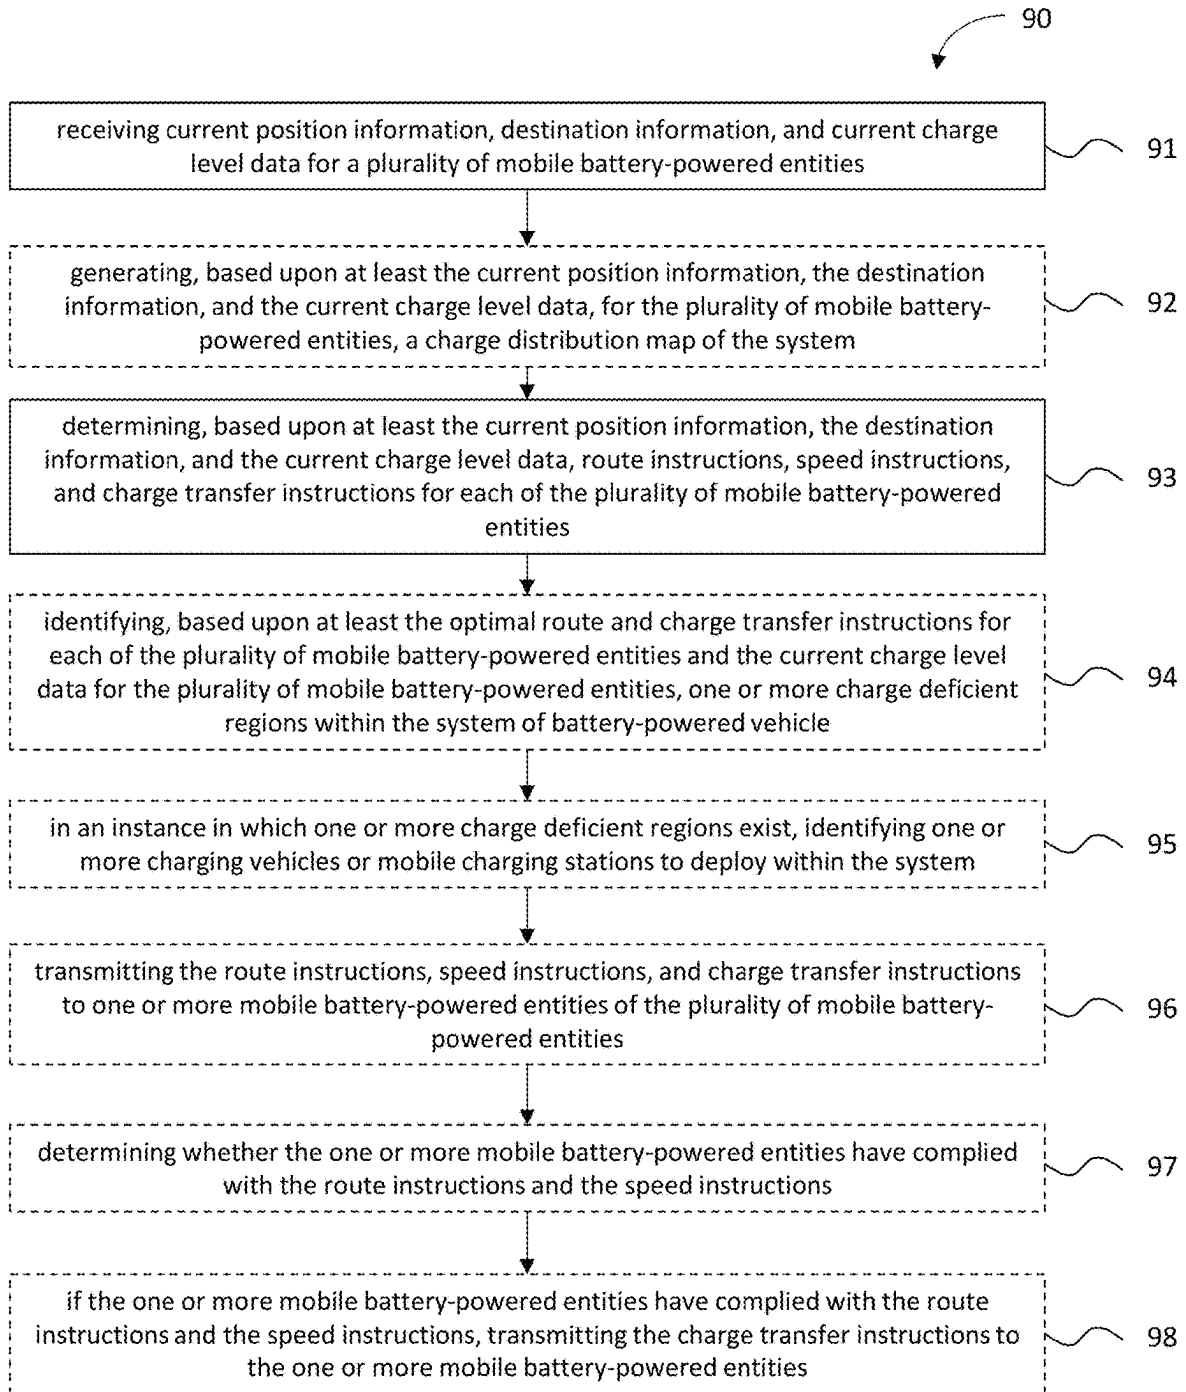 90
receiving current position information, destination information, and current charge
level data for a plurality of mobile battery-powered entities
91
generating, based upon at least the current position information, the destination
information, and the current charge level data, for the plurality of mobile battery-
powered entities, a charge distribution map of the system
92
determining, based upon at least the current position information, the destination
information, and the current charge level data, route instructions, speed instructions,
and charge transfer instructions for each of the plurality of mobile battery-powered
entities
93
identifying, based upon at least the optimal route and charge transfer instructions for
each of the plurality of mobile battery-powered entities and the current charge level
data for the plurality of mobile battery-powered entities, one or more charge deficient
regions within the system of battery-powered vehicle
94
in an instance in which one or more charge deficient regions exist, identifying one or
more charging vehicles or mobile charging stations to deploy within the system
95
transmitting the route instructions, speed instructions, and charge transfer instructions
to one or more mobile battery-powered entities of the plurality of mobile battery-
powered entities
96
determining whether the one or more mobile battery-powered entities have complied
with the route instructions and the speed instructions
97
if the one or more mobile battery-powered entities have complied with the route
instructions and the speed instructions, transmitting the charge transfer instructions to
the one or more mobile battery-powered entities
98